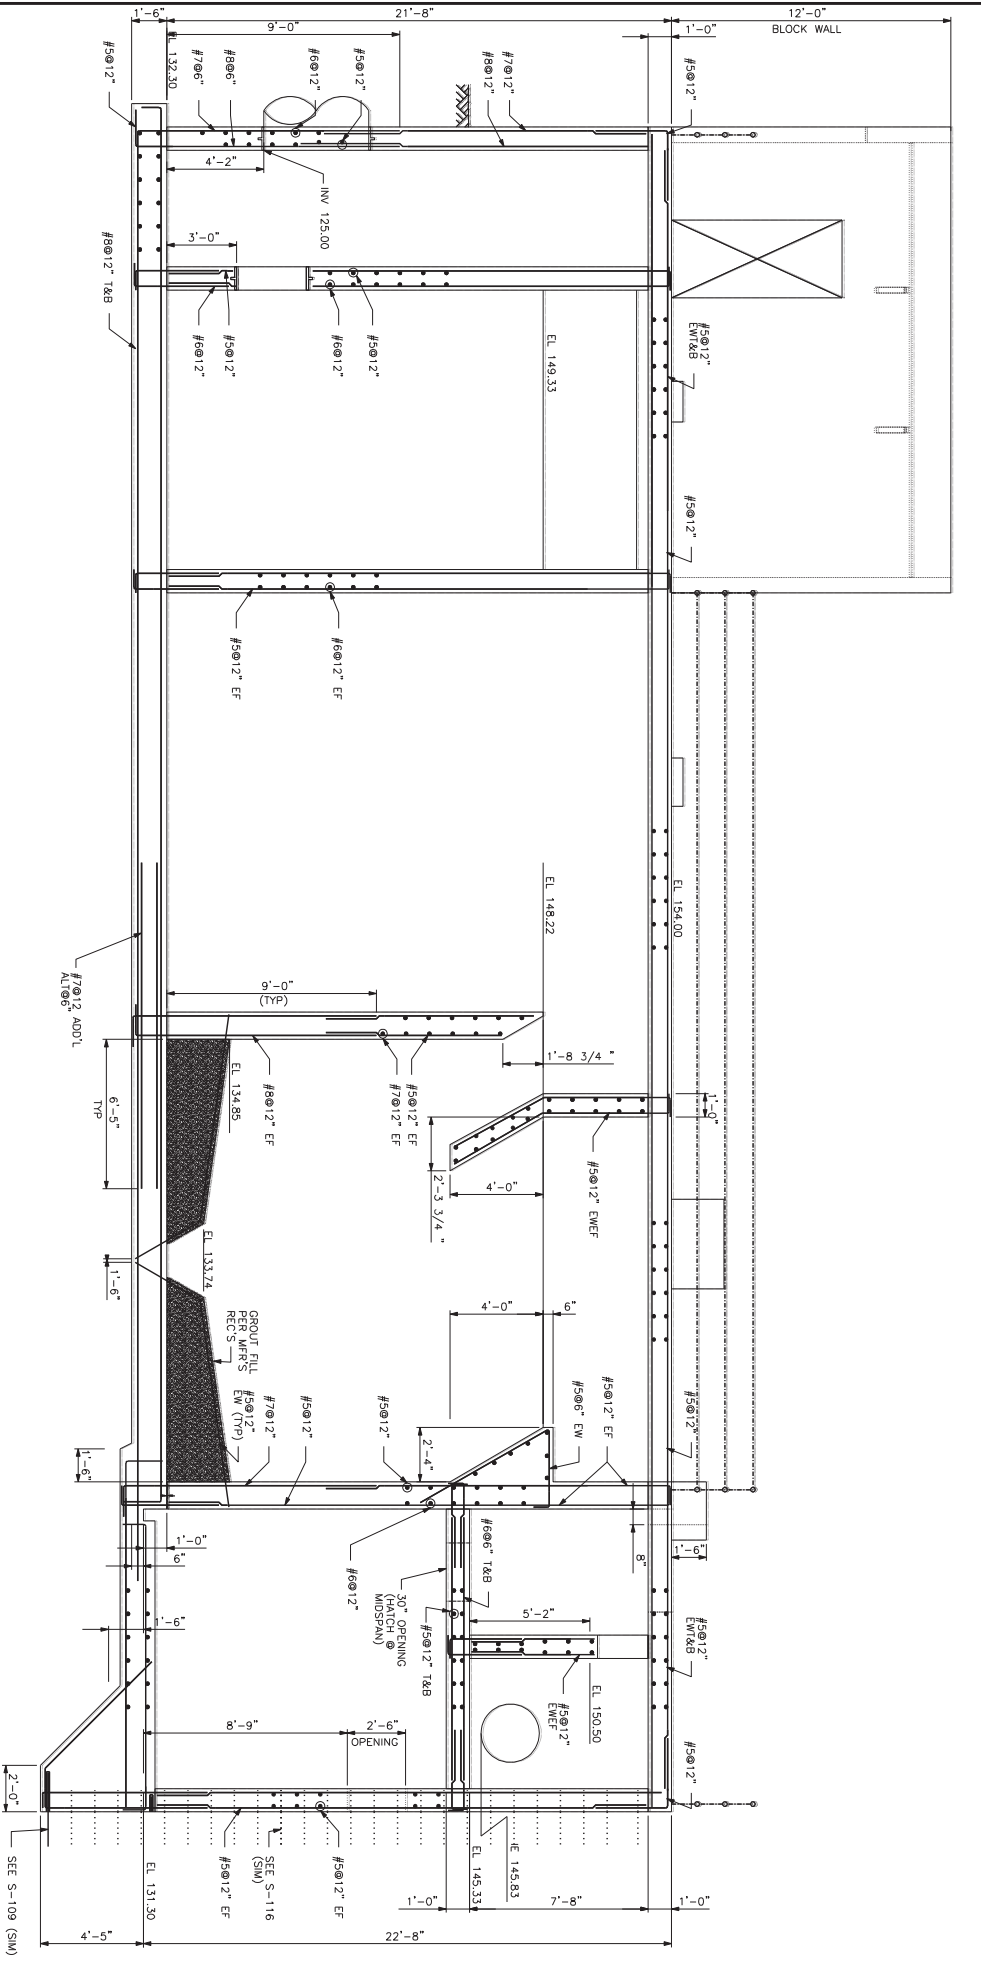 1'-6"
21'-8"
12'-0"
BLOCK WALL
9'-0"
1'-0"
EL 132.30
#5@12"
#7@6"
#8@6"
#6@12"
#5@12"
#8@12"
#7@12"
#5@12"
4'-2"
INV 125.00
3'-0"
#8@12" T&B
#6@12"
#5@12"
#6@12"
#5@12"
EL 149.33
#5@12"
EWT&B
#5@12"
#5@12" EF
#6@12" EF
EL 148.22
EL 154.00
#7@12 ADD'L
ALT@6"
9'-0"
(TYP)
6'-5"
TYP
EL 134.85
#8@12" EF
#7@12" EF
#5@12" EF
1'-8 3/4 "
1'-0"
2'-3 3/4 "
4'-0"
#5@12" EWEF
EL 133.74
1'-6"
GROUT FILL
PER MFR'S
REC'S
4'-0"
6"
#5@12"
EW (TYP)
#7@12"
#5@12"
#5@12"
2'-4"
#5@6" EW
#5@12" EF
#5@12"
1'-6"
1'-0"
6"
8"
1'-6"
#6@12"
#6@6" T&B
30" OPENING
(HATCH @
MIDSPAN)
#5@12" T&B
5'-2"
#5@12"
EWT&B
1'-6"
#5@12"
EWEF
EL 150.50
8'-9"
2'-6"
OPENING
#5@12"
2'-0"
SEE S-109 (SIM)
EL 131.30
#5@12" EF
SEE S-116
(SIM)
#5@12" EF
EL 145.33
IE 145.83
1'-0"
7'-8"
1'-0"
4'-5"
22'-8"